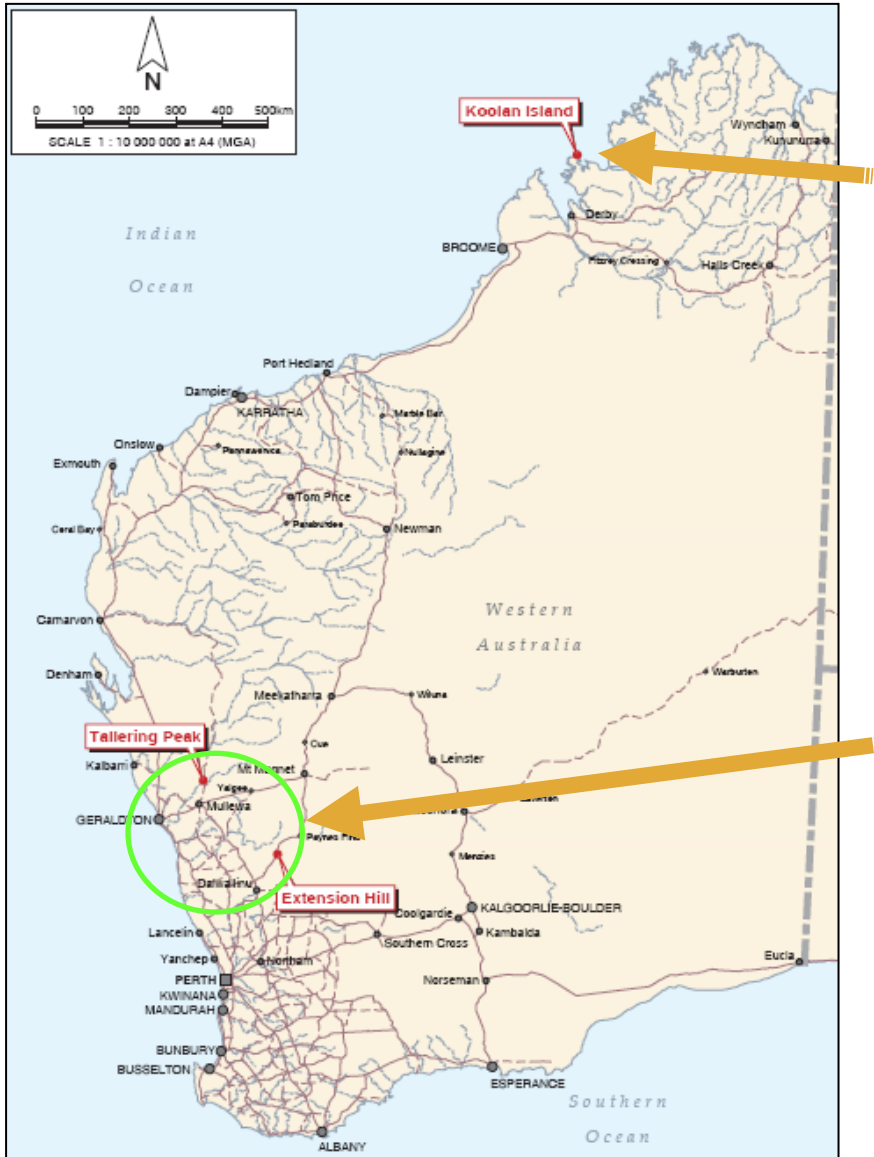 N
0 100 200 300 400 500km
SCALE 1 : 10 000 000 at A4 (MGA)
Koolan Island
Wyndham
Kununurra
Derby
Indian
Ocean
BROOME
Fitzroy Crossing
Halls Creek
Port Hedland
Dampier
KARRATHA
Marble Bar
Onslow
Pannawonica
Nullagine
Exmouth
Tom Price
Coral Bay
Paraburdoo
Newman
Carnarvon
Western
Australia
Denham
Warburton
Meekatharra
Wiluna
Tallering Peak
Cue
Kalbarri
Mt Magnet
Leinster
Yalgoo
Mullewa
GERALDTON
Paynes Find
Menzies
Dalwallinu
Extension Hill
KALGOORLIE-BOULDER
Coolgardie
Lancelin
Kambalda
Southern Cross
Yanchep
Northam
Eucla
PERTH
Norseman
KWINANA
MANDURAH
BUNBURY
BUSSELTON
ESPERANCE
Southern
Ocean
ALBANY